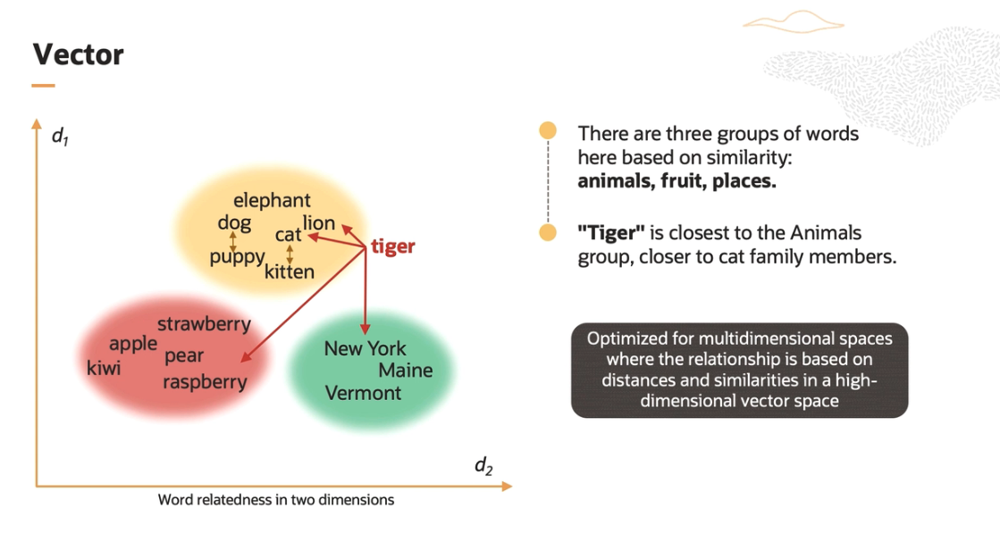 Vector
d1
elephant
dog
lion
cat
tiger
puppy
kitten
strawberry
apple
pear
kiwi
raspberry
New York
Maine
Vermont
d2
Word relatedness in two dimensions
There are three groups of words
here based on similarity:
animals, fruit, places.
"Tiger" is closest to the Animals
group, closer to cat family members.
Optimized for multidimensional spaces
where the relationship is based on
distances and similarities in a high-
dimensional vector space